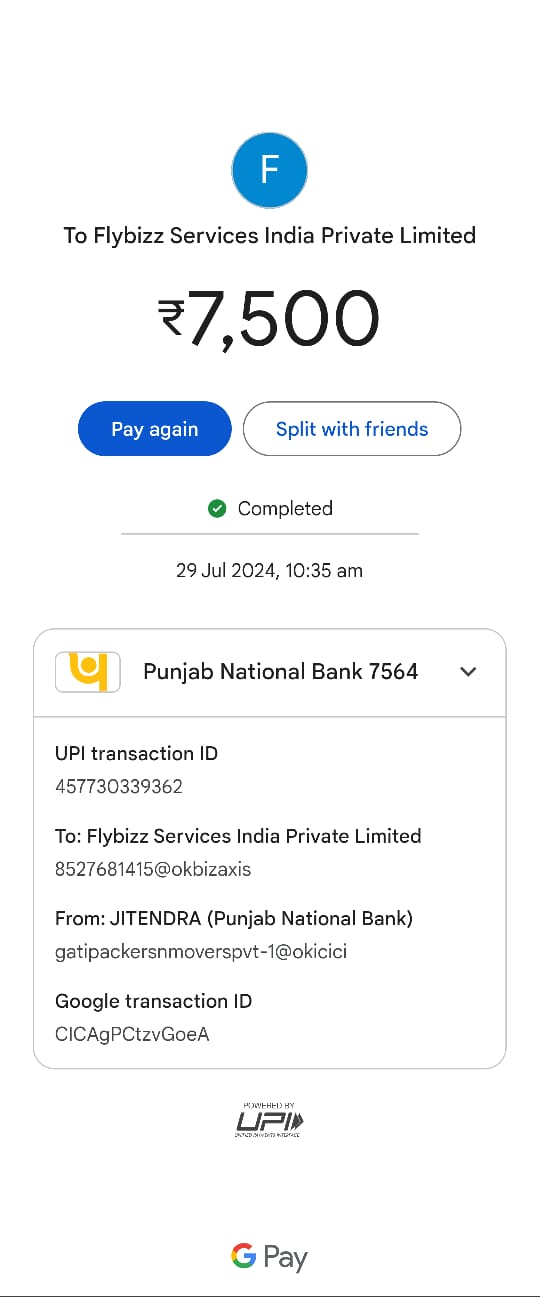 F
To Flybizz Services India Private Limited
₹7,500
Pay again
Split with friends
Completed
29 Jul 2024, 10:35 am
Punjab National Bank 7564
UPI transaction ID
457730339362
To: Flybizz Services India Private Limited
8527681415@okbizaxis
From: JITENDRA (Punjab National Bank)
gatipackersnmoverspvt-1@okicici
Google transaction ID
CICAgPCtzvGoeA
POWERED BY
UPI
UNIFIED PAYMENTS INTERFACE
G Pay